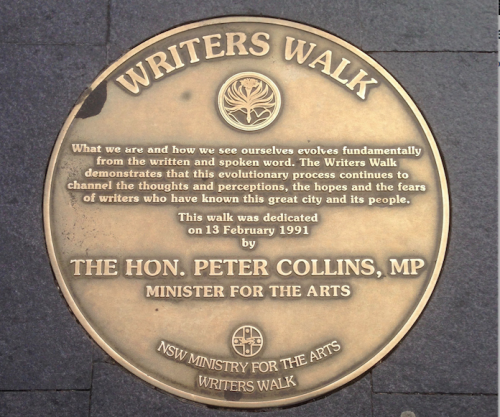 WRITERS WALK
What we are and how we see ourselves evolves fundamentally
from the written and spoken word. The Writers Walk
demonstrates that this evolutionary process continues to
channel the thoughts and perceptions, the hopes and the fears
of writers who have known this great city and its people.
This walk was dedicated
on 13 February 1991
by
THE HON. PETER COLLINS, MP
MINISTER FOR THE ARTS
NSW MINISTRY FOR THE ARTS
WRITERS WALK